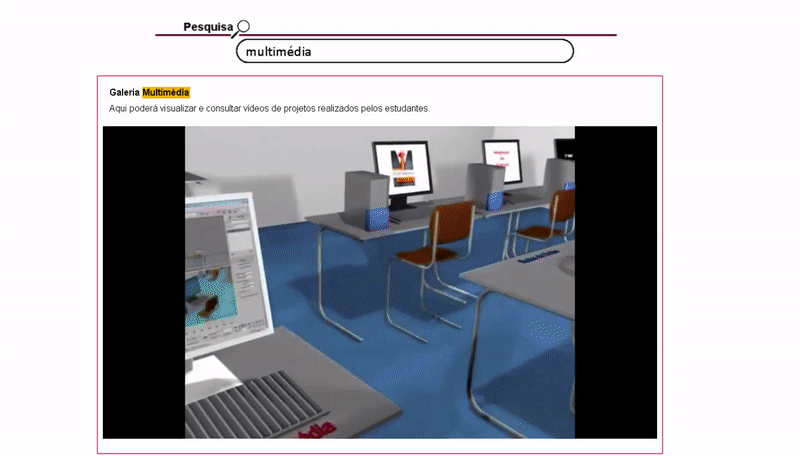 Pesquisa
multimédia
Galeria Multimédia
Aqui poderá visualizar e consultar vídeos de projetos realizados pelos estudantes.